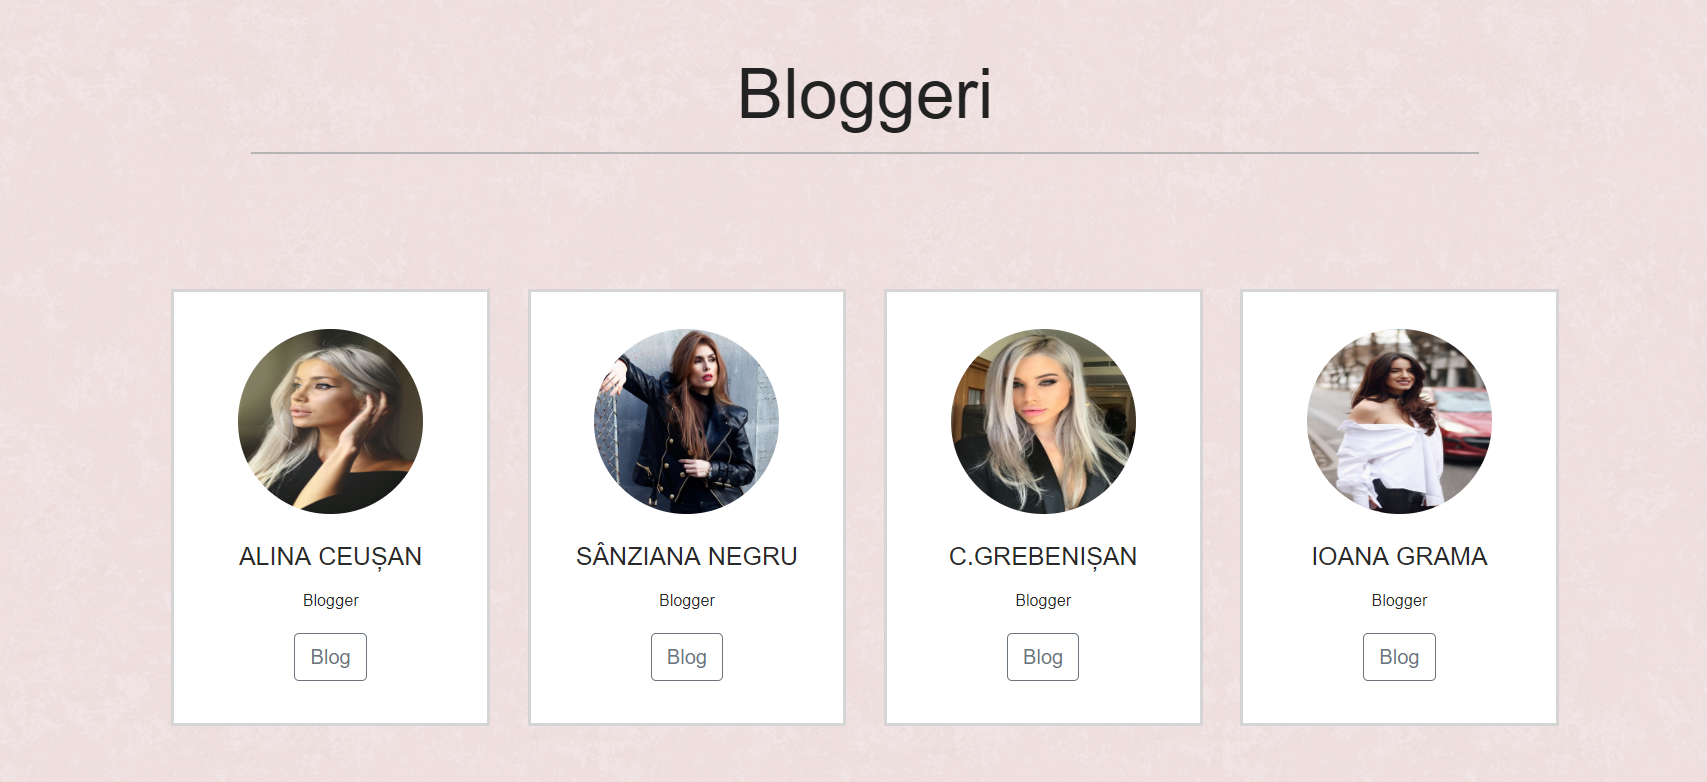 Bloggeri
ALINA CEUȘAN
Blogger
Blog
SÂNZIANA NEGRU
Blogger
Blog
C.GREBENIȘAN
Blogger
Blog
IOANA GRAMA
Blogger
Blog